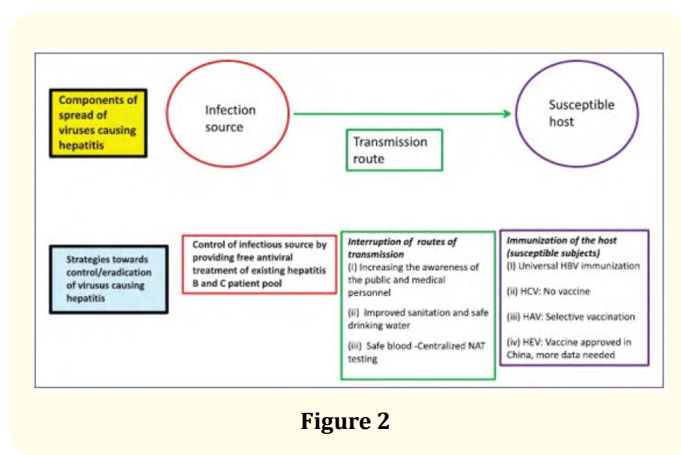 Components of
spread of
viruses causing
hepatitis
Infection
source
Transmission
route
Susceptible
host
Strategies towards
control/eradication
of virusus causing
hepatitis
Control of infectious source by
providing free antiviral
treatment of existing hepatitis
B and C patient pool
Interruption of routes of
transmission
(i) Increasing the awareness of
the public and medical
personnel
(ii) Improved sanitation and safe
drinking water
(iii) Safe blood -Centralized NAT
testing
Immunization of the host
(susceptible subjects)
(I) Universal HBV immunization
(ii) HCV: No vaccine
(iii) HAV: Selective vaccination
(iv) HEV: Vaccine approved in
China, more data needed
Figure 2